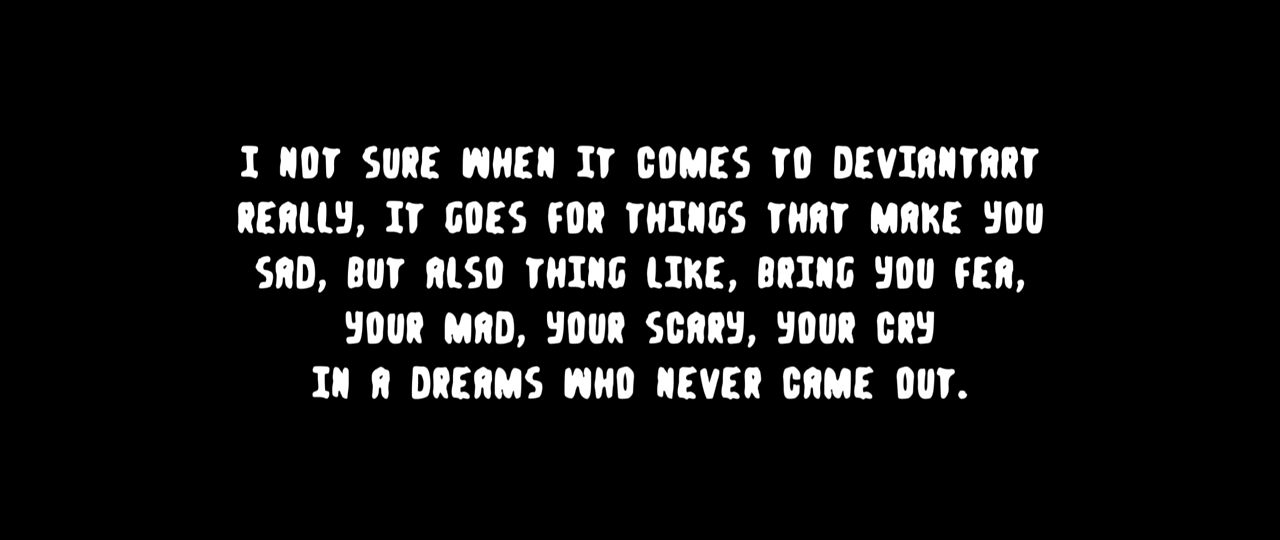 I NOT SURE WHEN IT COMES TO DEVIANTART
REALLY, IT GOES FOR THINGS THAT MAKE YOU
SAD, BUT ALSO THING LIKE, BRING YOU FEA,
YOUR MAD, YOUR SCARY, YOUR CRY
IN A DREAMS WHO NEVER CAME OUT.